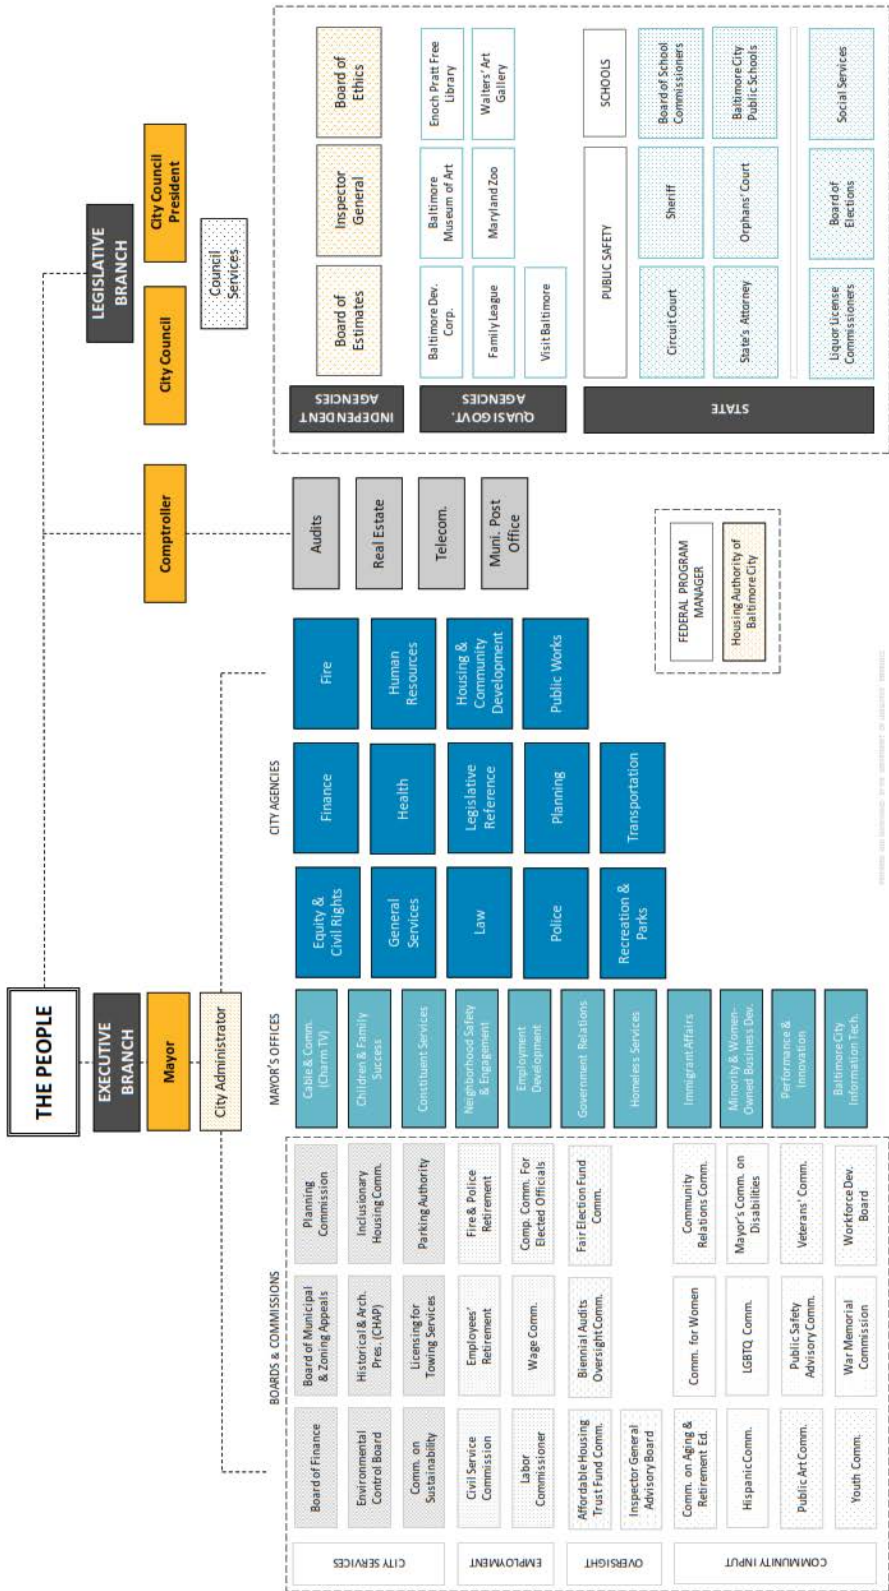 THE PEOPLE
EXECUTIVE
BRANCH
Mayor
City Administrator
Comptroller
LEGISLATIVE
BRANCH
City Council
City Council
President
Council
Services
BOARDS & COMMISSIONS
CITY SERVICES
Board of Finance
Board of Municipal
& Zoning Appeals
Planning
Commission
Environmental
Control Board
Historical & Arch.
Pres. (CHAP)
Inclusionary
Housing Comm.
Comm. on
Sustainability
Licensing for
Towing Services
Parking Authority
EMPLOYMENT
Civil Service
Commission
Employees'
Retirement
Fire & Police
Retirement
Labor
Commissioner
Wage Comm.
Comp. Comm. For
Elected Officials
OVERSIGHT
Affordable Housing
Trust Fund Comm.
Biennial Audits
Oversight Comm.
Fair Election Fund
Comm.
Inspector General
Advisory Board
COMMUNITY INPUT
Comm. on Aging &
Retirement Ed.
Comm. for Women
Community
Relations Comm.
Hispanic Comm.
LGBTQ Comm.
Mayor's Comm. on
Disabilities
Public Art Comm.
Public Safety
Advisory Comm.
Veterans' Comm.
Youth Comm.
War Memorial
Commission
Workforce Dev.
Board
MAYOR'S OFFICES
Cable & Comm.
(Charm TV)
Children & Family
Success
Constituent Services
Neighborhood Safety
& Engagement
Employment
Development
Government Relations
Homeless Services
Immigrant Affairs
Minority & Women-
Owned Business Dev.
Performance &
Innovation
Baltimore City
Information Tech.
CITY AGENCIES
Equity &
Civil Rights
Finance
Fire
General
Services
Health
Human
Resources
Law
Legislative
Reference
Housing &
Community
Development
Police
Planning
Public Works
Recreation &
Parks
Transportation
Audits
Real Estate
Telecom.
Muni. Post
Office
FEDERAL PROGRAM
MANAGER
Housing Authority of
Baltimore City
INDEPENDENT
AGENCIES
Board of
Estimates
Inspector
General
Board of
Ethics
QUASI GOVT.
AGENCIES
Baltimore Dev.
Corp.
Baltimore
Museum of Art
Enoch Pratt Free
Library
Family League
Maryland Zoo
Walters' Art
Gallery
Visit Baltimore
STATE
PUBLIC SAFETY
SCHOOLS
Circuit Court
Sheriff
Board of School
Commissioners
State's Attorney
Orphans' Court
Baltimore City
Public Schools
Liquor License
Commissioners
Board of
Elections
Social Services